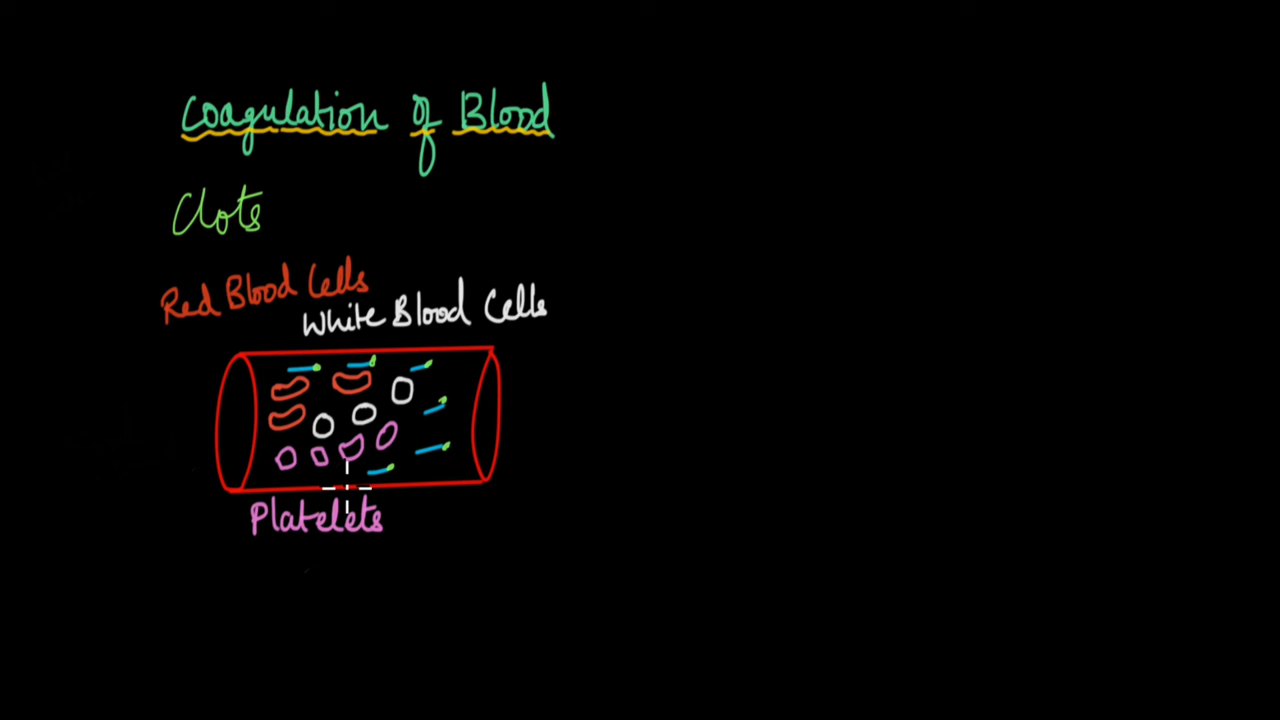 Coagulation of Blood
Clots
Red Blood Cells
White Blood Cells
Platelets